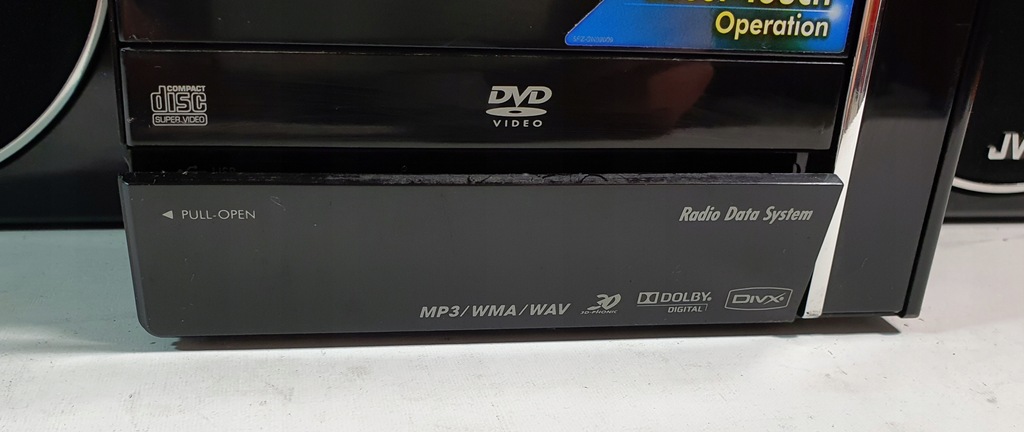 Operation
COMPACT
disc
SUPER VIDEO
DVD
VIDEO
JV
◄ PULL-OPEN
Radio Data System
MP3/WMA/WAV
3D
3D-PHONIC
DOLBY
DIGITAL
DIVX